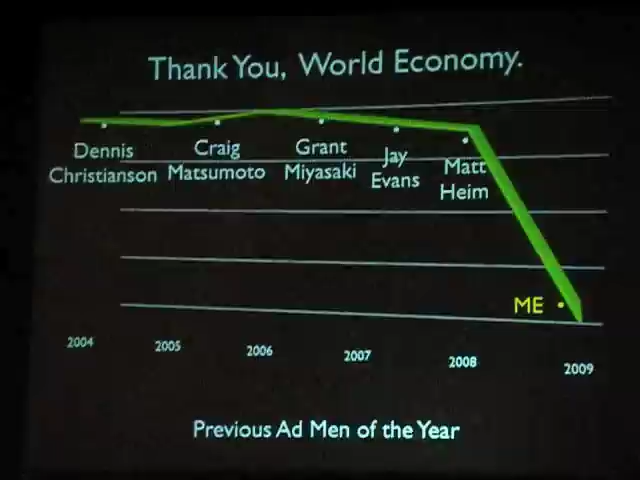 Thank You, World Economy.
Dennis
Christianson
Craig
Matsumoto
Grant
Miyasaki
Jay
Evans
Matt
Heim
ME
2004 2005 2006 2007 2008 2009
Previous Ad Men of the Year